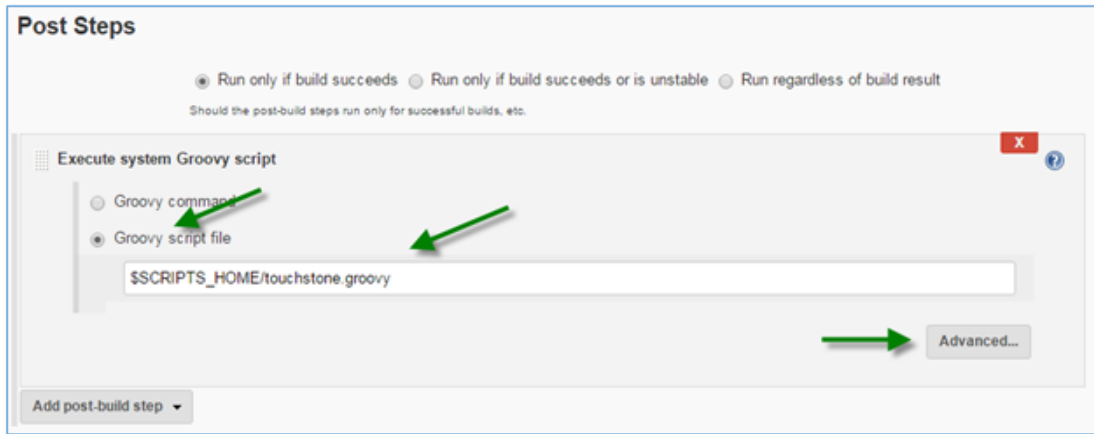 Post Steps
Run only if build succeeds Run only if build succeeds or is unstable Run regardless of build result
Should the post-build steps run only for successful builds, etc.
X
Execute system Groovy script
?
Groovy command
Groovy script file
$SCRIPTS_HOME/touchstone.groovy
Advanced...
Add post-build step